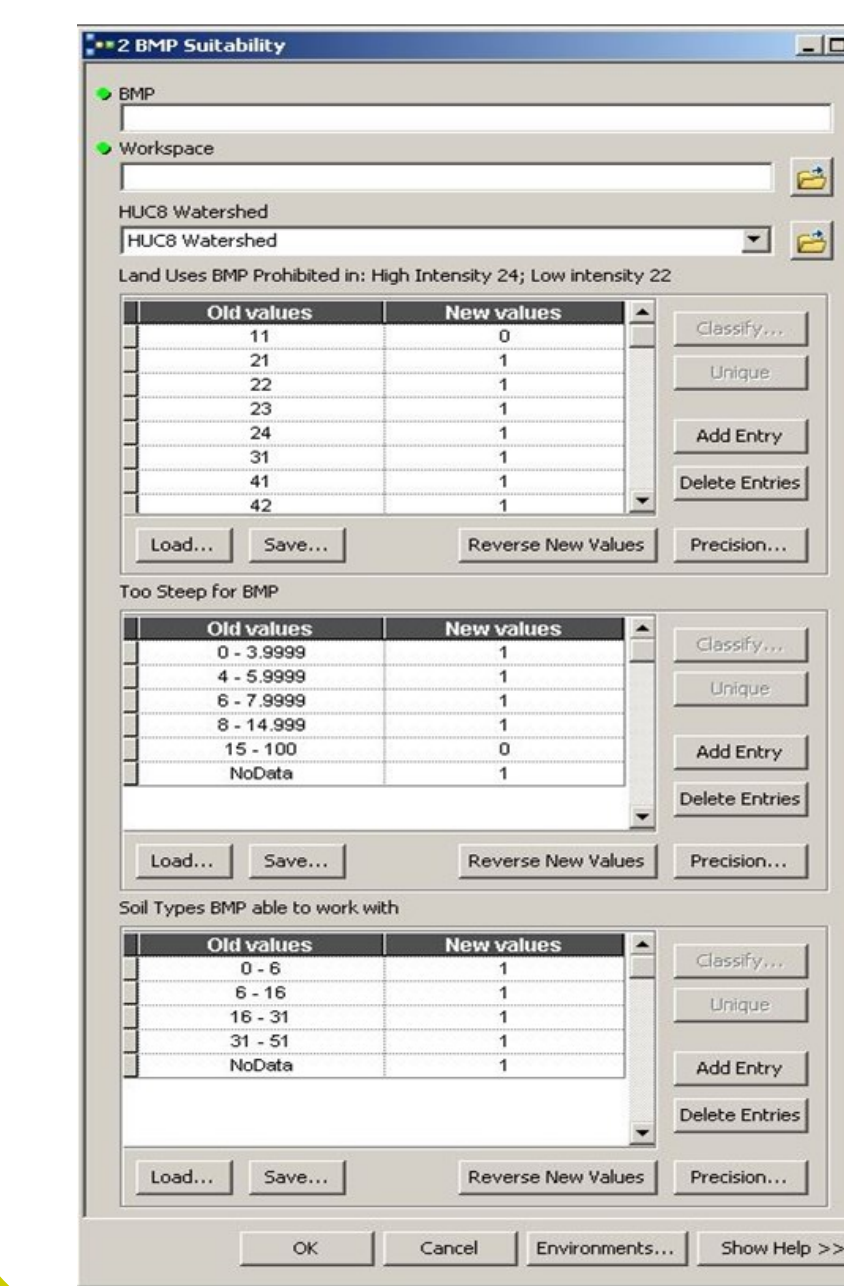 2 BMP Suitability
BMP
Workspace
HUC8 Watershed
HUC8 Watershed
Land Uses BMP Prohibited in: High Intensity 24; Low intensity 22
Old values New values
11 0
21 1
22 1
23 1
24 1
31 1
41 1
42 1
Classify...
Unique
Add Entry
Delete Entries
Load... Save... Reverse New Values Precision...
Too Steep for BMP
Old values New values
0 - 3.9999 1
4 - 5.9999 1
6 - 7.9999 1
8 - 14.999 1
15 - 100 0
NoData 1
Classify...
Unique
Add Entry
Delete Entries
Load... Save... Reverse New Values Precision...
Soil Types BMP able to work with
Old values New values
0 - 6 1
6 - 16 1
16 - 31 1
31 - 51 1
NoData 1
Classify...
Unique
Add Entry
Delete Entries
Load... Save... Reverse New Values Precision...
OK Cancel Environments... Show Help >>